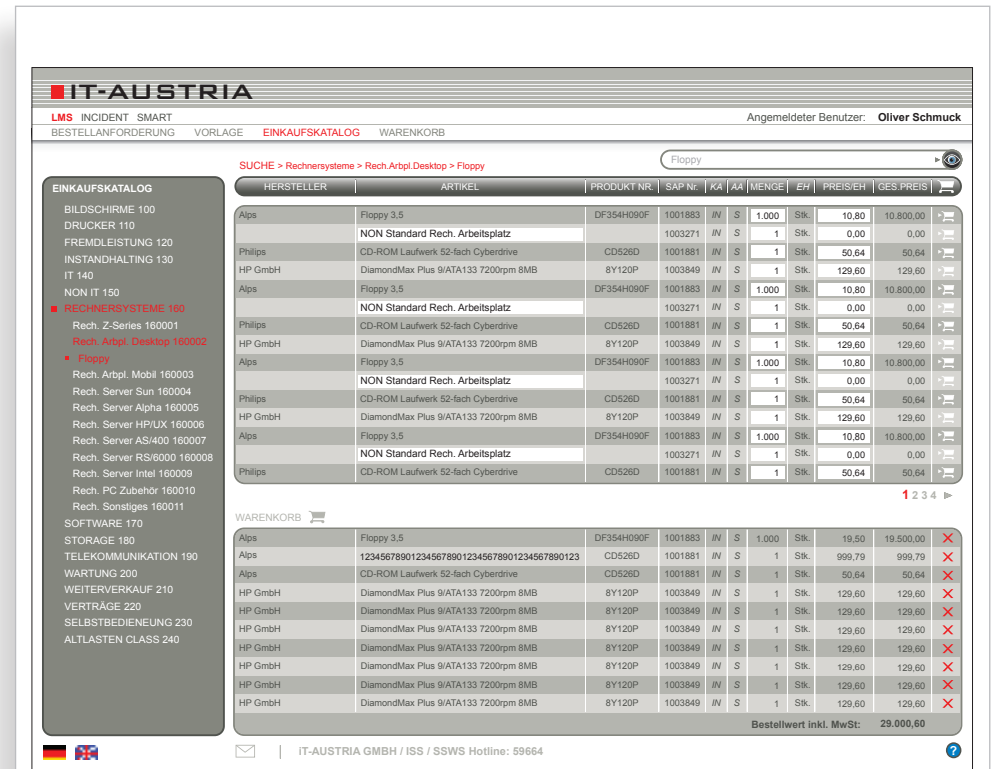 IT-AUSTRIA
LMS INCIDENT SMART
Angemeldeter Benutzer: Oliver Schmuck
BESTELLANFORDERUNG VORLAGE EINKAUFSKATALOG WARENKORB
SUCHE > Rechnersysteme > Rech.Arbpl.Desktop > Floppy
Floppy
EINKAUFSKATALOG
BILDSCHIRME 100
DRUCKER 110
FREMDLEISTUNG 120
INSTANDHALTING 130
IT 140
NON IT 150
RECHNERSYSTEME 160
Rech. Z-Series 160001
Rech. Arbpl. Desktop 160002
Floppy
Rech. Arbpl. Mobil 160003
Rech. Server Sun 160004
Rech. Server Alpha 160005
Rech. Server HP/UX 160006
Rech. Server AS/400 160007
Rech. Server RS/6000 160008
Rech. Server Intel 160009
Rech. PC Zubehör 160010
Rech. Sonstiges 160011
SOFTWARE 170
STORAGE 180
TELEKOMMUNIKATION 190
WARTUNG 200
WEITERVERKAUF 210
VERTRÄGE 220
SELBSTBEDIENEUNG 230
ALTLASTEN CLASS 240
HERSTELLER ARTIKEL PRODUKT NR. SAP Nr. KA AA MENGE EH PREIS/EH GES.PREIS
Alps Floppy 3,5 DF354H090F 1001883 IN S 1.000 Stk. 10,80 10.800,00
NON Standard Rech. Arbeitsplatz 1003271 IN S 1 Stk. 0,00 0,00
Philips CD-ROM Laufwerk 52-fach Cyberdrive CD526D 1001881 IN S 1 Stk. 50,64 50,64
HP GmbH DiamondMax Plus 9/ATA133 7200rpm 8MB 8Y120P 1003849 IN S 1 Stk. 129,60 129,60
Alps Floppy 3,5 DF354H090F 1001883 IN S 1.000 Stk. 10,80 10.800,00
NON Standard Rech. Arbeitsplatz 1003271 IN S 1 Stk. 0,00 0,00
Philips CD-ROM Laufwerk 52-fach Cyberdrive CD526D 1001881 IN S 1 Stk. 50,64 50,64
HP GmbH DiamondMax Plus 9/ATA133 7200rpm 8MB 8Y120P 1003849 IN S 1 Stk. 129,60 129,60
Alps Floppy 3,5 DF354H090F 1001883 IN S 1.000 Stk. 10,80 10.800,00
NON Standard Rech. Arbeitsplatz 1003271 IN S 1 Stk. 0,00 0,00
Philips CD-ROM Laufwerk 52-fach Cyberdrive CD526D 1001881 IN S 1 Stk. 50,64 50,64
HP GmbH DiamondMax Plus 9/ATA133 7200rpm 8MB 8Y120P 1003849 IN S 1 Stk. 129,60 129,60
Alps Floppy 3,5 DF354H090F 1001883 IN S 1.000 Stk. 10,80 10.800,00
NON Standard Rech. Arbeitsplatz 1003271 IN S 1 Stk. 0,00 0,00
Philips CD-ROM Laufwerk 52-fach Cyberdrive CD526D 1001881 IN S 1 Stk. 50,64 50,64
1 2 3 4
WARENKORB
Alps Floppy 3,5 DF354H090F 1001883 IN S 1.000 Stk. 19,50 19.500,00
Alps 1234567890123456789012345678901234567890123 CD526D 1001881 IN S 1 Stk. 999,79 999,79
Alps CD-ROM Laufwerk 52-fach Cyberdrive CD526D 1001881 IN S 1 Stk. 50,64 50,64
HP GmbH DiamondMax Plus 9/ATA133 7200rpm 8MB 8Y120P 1003849 IN S 1 Stk. 129,60 129,60
HP GmbH DiamondMax Plus 9/ATA133 7200rpm 8MB 8Y120P 1003849 IN S 1 Stk. 129,60 129,60
HP GmbH DiamondMax Plus 9/ATA133 7200rpm 8MB 8Y120P 1003849 IN S 1 Stk. 129,60 129,60
HP GmbH DiamondMax Plus 9/ATA133 7200rpm 8MB 8Y120P 1003849 IN S 1 Stk. 129,60 129,60
HP GmbH DiamondMax Plus 9/ATA133 7200rpm 8MB 8Y120P 1003849 IN S 1 Stk. 129,60 129,60
HP GmbH DiamondMax Plus 9/ATA133 7200rpm 8MB 8Y120P 1003849 IN S 1 Stk. 129,60 129,60
HP GmbH DiamondMax Plus 9/ATA133 7200rpm 8MB 8Y120P 1003849 IN S 1 Stk. 129,60 129,60
Bestellwert inkl. MwSt: 29.000,60
iT-AUSTRIA GMBH / ISS / SSWS Hotline: 59664
?